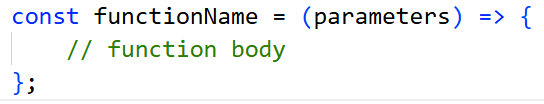 const functionName = (parameters) => {
    // function body
};